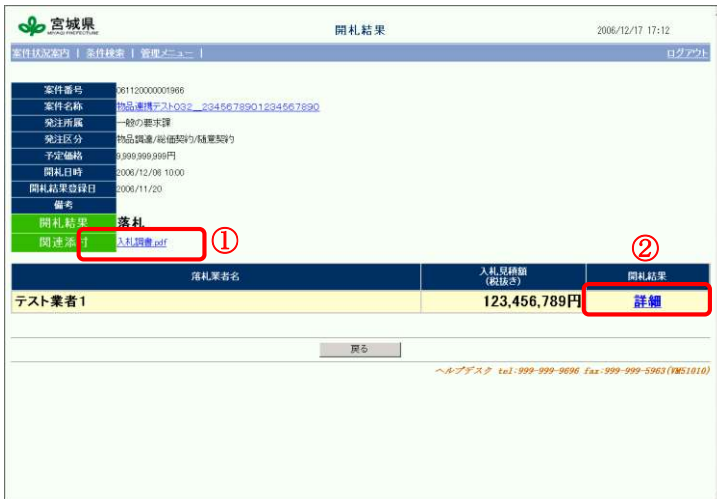 宮城県
MIYAGI PREFECTURE
開札結果
2006/12/17 17:12
案件状況案内 | 条件検索 | 管理メニュー |
ログアウト
案件番号 061120000001966
案件名称 物品連携テスト032__2345678901234567890
発注所属 一般の要求課
発注区分 物品調達/総価契約/随意契約
予定価格 9,999,999,999円
開札日時 2006/12/06 10:00
開札結果登録日 2006/11/20
備考
開札結果 落札
関連添付 入札調書.pdf
①
②
落札業者名 入札見積額 開札結果
(税抜き)
テスト業者1 123,456,789円 詳細
戻る
ヘルプデスク tel:999-999-9696 fax:999-999-5963(VM51010)